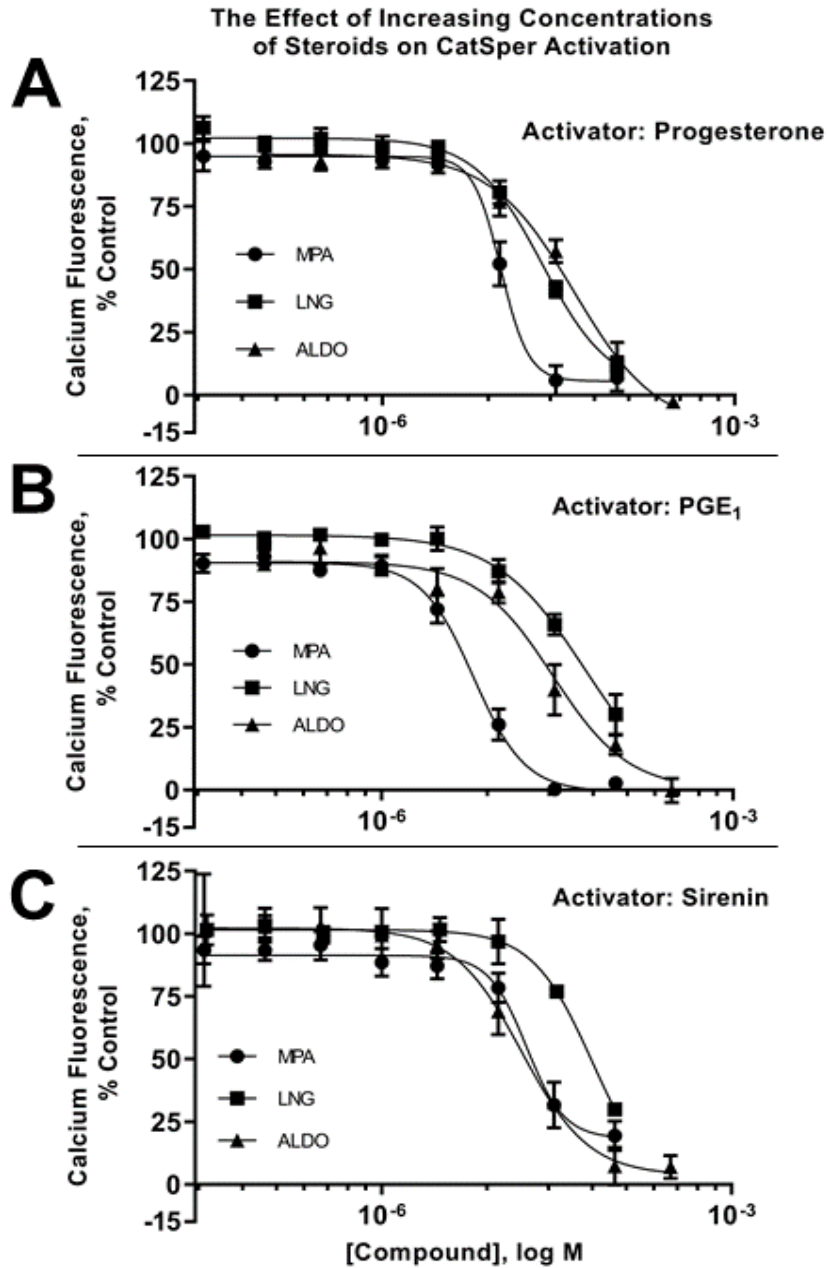 The Effect of Increasing Concentrations
of Steroids on CatSper Activation
A
Calcium Fluorescence,
% Control
125
100
75
50
25
0
-15
Activator: Progesterone
MPA
LNG
ALDO
10⁻⁶
10⁻³
B
Calcium Fluorescence,
% Control
125
100
75
50
25
0
-15
Activator: PGE₁
MPA
LNG
ALDO
10⁻⁶
10⁻³
C
Calcium Fluorescence,
% Control
125
100
75
50
25
0
-15
Activator: Sirenin
MPA
LNG
ALDO
10⁻⁶
10⁻³
[Compound], log M